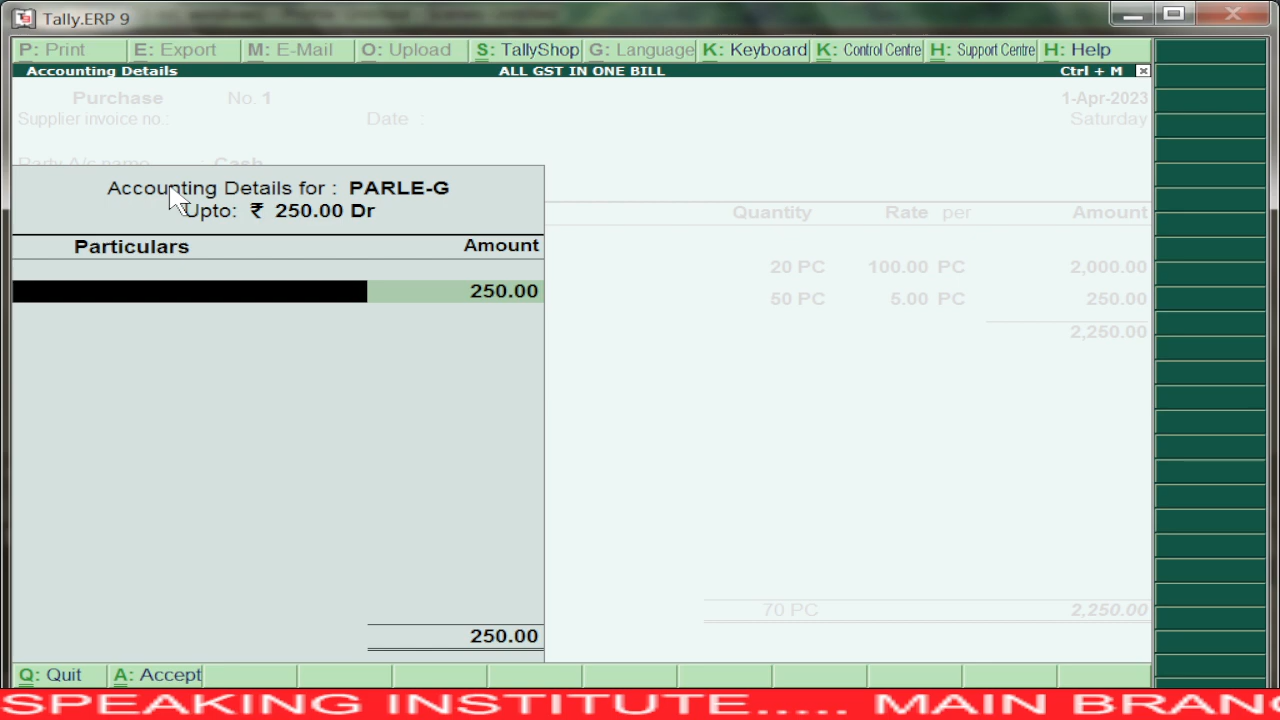 Tally.ERP 9
P: Print E: Export M: E-Mail O: Upload S: TallyShop G: Language K: Keyboard K: Control Centre H: Support Centre H: Help
Accounting Details ALL GST IN ONE BILL Ctrl + M
Purchase No. 1 1-Apr-2023
Supplier invoice no.: Date : Saturday
Party A/c name : Cash
Accounting Details for : PARLE-G
Upto: ₹ 250.00 Dr
Quantity Rate per Amount
Particulars Amount
20 PC 100.00 PC 2,000.00
250.00
50 PC 5.00 PC 250.00
2,250.00
70 PC 2,250.00
250.00
Q: Quit A: Accept
SPEAKING INSTITUTE..... MAIN BRAN